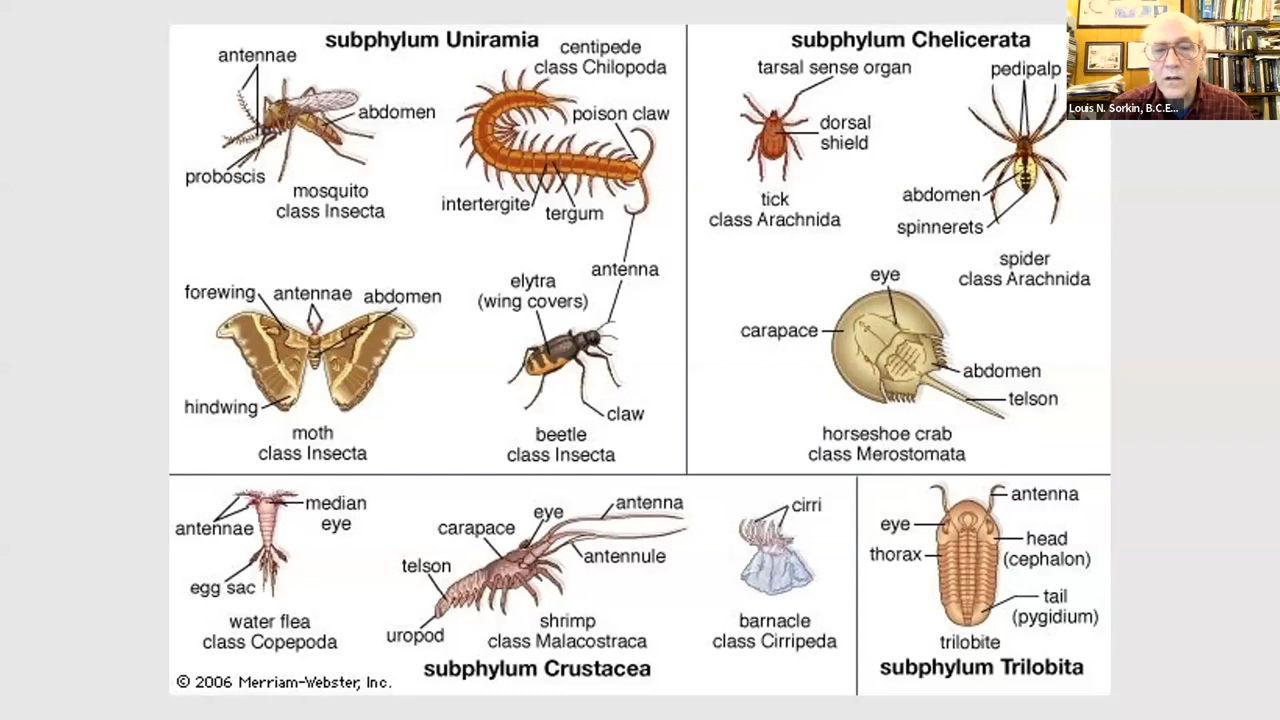 subphylum Uniramia
antennae
abdomen
proboscis
mosquito
class Insecta
centipede
class Chilopoda
poison claw
intertergite
tergum
antenna
forewing
antennae
abdomen
hindwing
moth
class Insecta
elytra
(wing covers)
claw
beetle
class Insecta
subphylum Chelicerata
tarsal sense organ
dorsal
shield
tick
class Arachnida
pedipalp
abdomen
spinnerets
spider
class Arachnida
eye
carapace
abdomen
telson
horseshoe crab
class Merostomata
Louis N. Sorkin, B.C.E...
antennae
median
eye
egg sac
water flea
class Copepoda
carapace
eye
antenna
antennule
telson
uropod
shrimp
class Malacostraca
cirri
barnacle
class Cirripeda
subphylum Crustacea
antenna
eye
thorax
head
(cephalon)
tail
(pygidium)
trilobite
subphylum Trilobita
© 2006 Merriam-Webster, Inc.